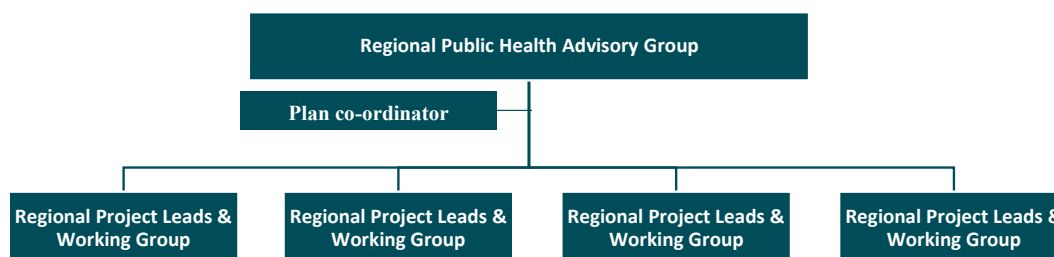 Regional Public Health Advisory Group
Plan co-ordinator
Regional Project Leads &
Working Group
Regional Project Leads &
Working Group
Regional Project Leads &
Working Group
Regional Project Leads &
Working Group